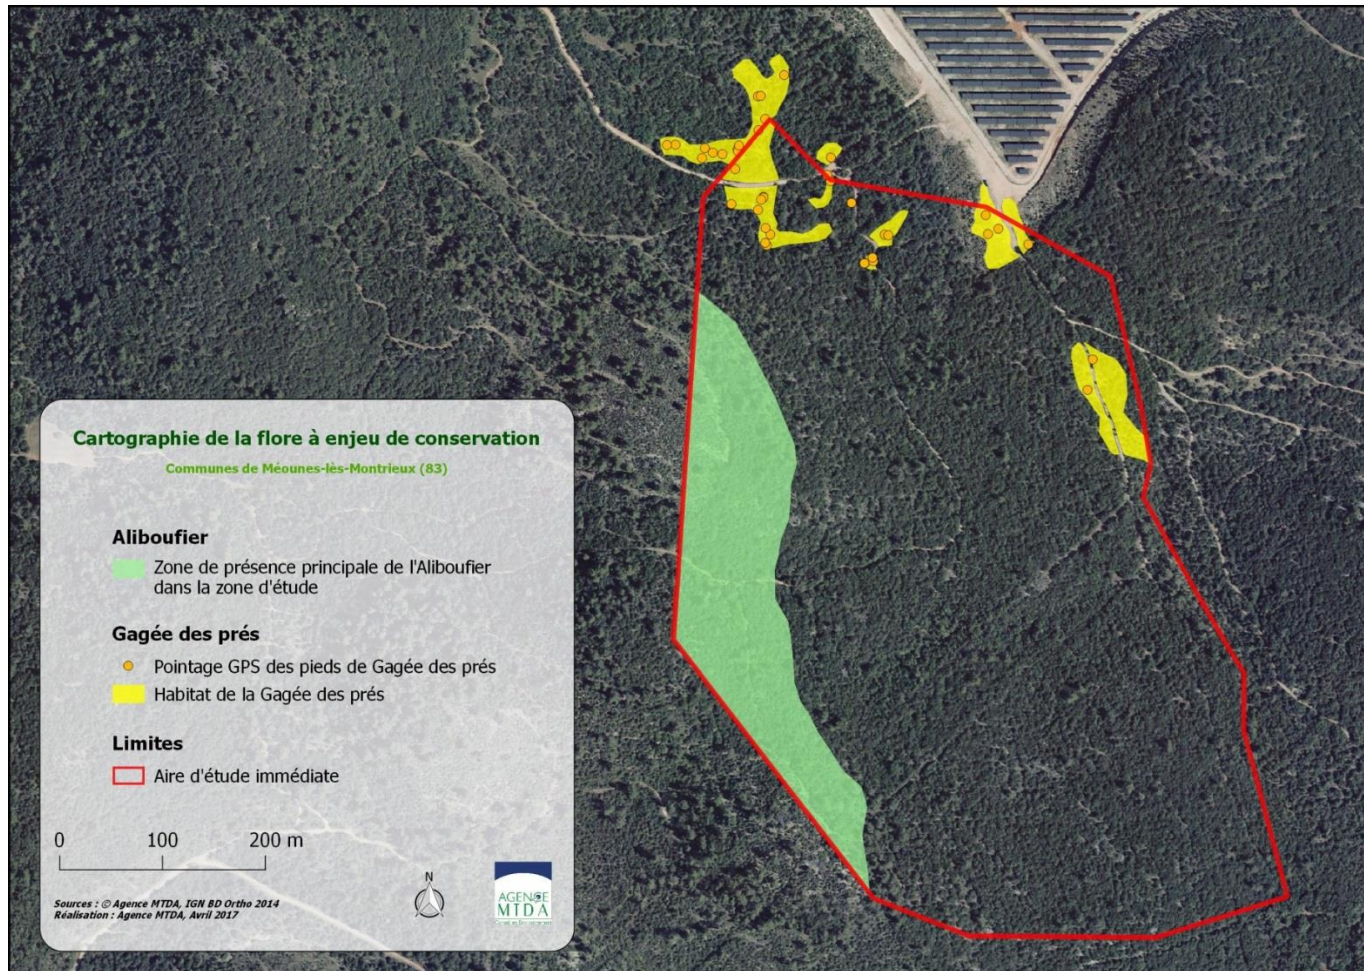 Cartographie de la flore à enjeu de conservation
Communes de Méounes-lès-Montrieux (83)
Aliboufier
Zone de présence principale de l'Aliboufier
dans la zone d'étude
Gagée des prés
Pointage GPS des pieds de Gagée des prés
Habitat de la Gagée des prés
Limites
Aire d'étude immédiate
0 100 200 m
N
AGENCE
MTDA
Sources : © Agence MTDA, IGN BD Ortho 2014
Réalisation : Agence MTDA, Avril 2017